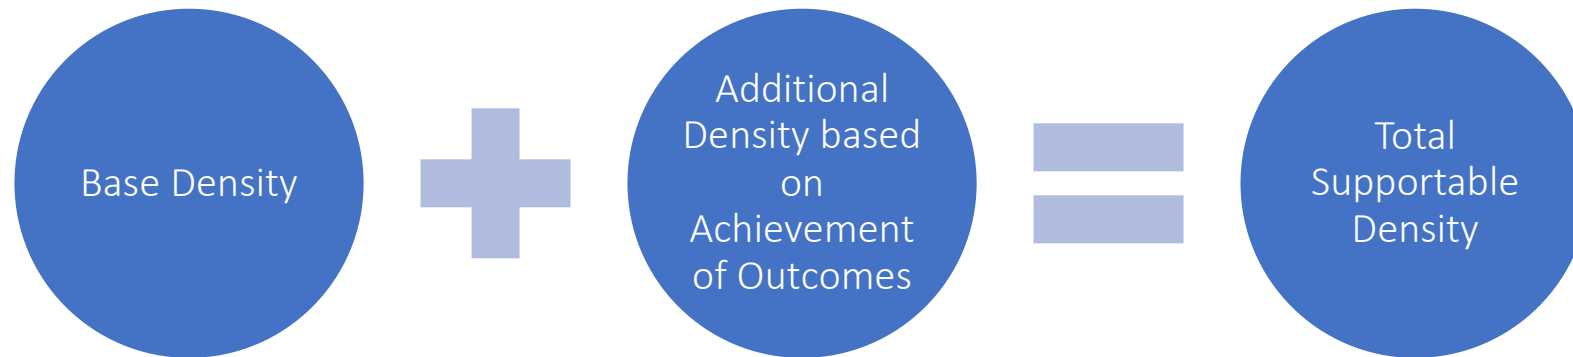 Base Density
Additional
Density based
on
Achievement
of Outcomes
Total
Supportable
Density